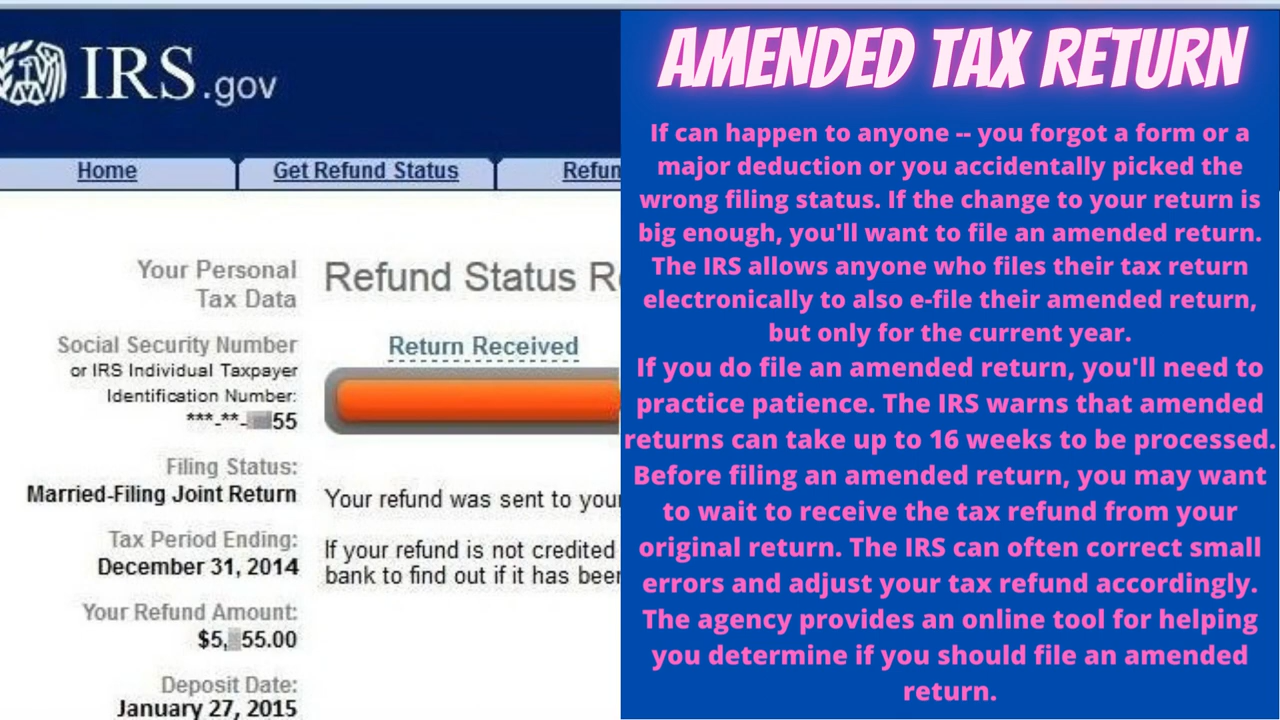 IRS.gov
Home
Get Refund Status
Your Personal
Tax Data
Refund Status
Social Security Number
or IRS Individual Taxpayer
Identification Number:
***-**- 55
Return Received
Filing Status:
Married-Filing Joint Return
Tax Period Ending:
December 31, 2014
Your Refund Amount:
$5, 55.00
Deposit Date:
January 27, 2015
Your refund was sent to
If your refund is not credited
bank to find out if it has
AMENDED TAX RETURN
If can happen to anyone -- you forgot a form or a
major deduction or you accidentally picked the
wrong filing status. If the change to your return is
big enough, you'll want to file an amended return.
The IRS allows anyone who files their tax return
electronically to also e-file their amended return,
but only for the current year.
If you do file an amended return, you'll need to
practice patience. The IRS warns that amended
returns can take up to 16 weeks to be processed.
Before filing an amended return, you may want
to wait to receive the tax refund from your
original return. The IRS can often correct small
errors and adjust your tax refund accordingly.
The agency provides an online tool for helping
you determine if you should file an amended
return.